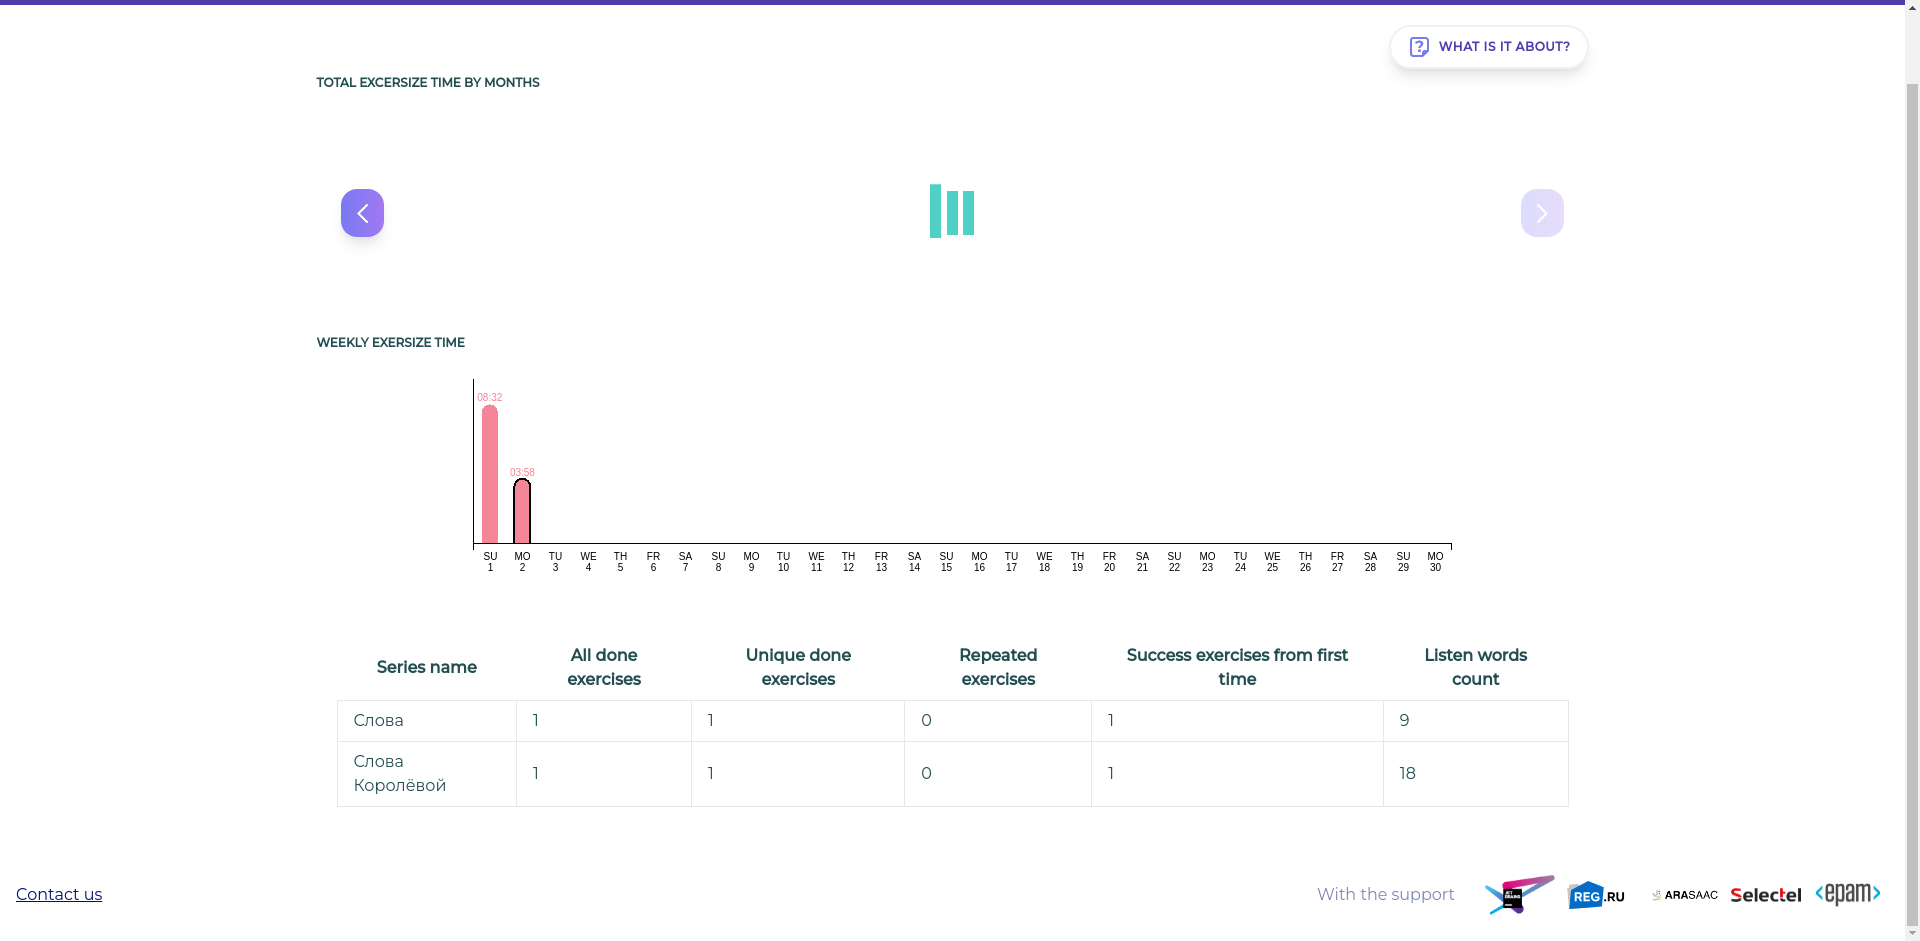 WHAT IS IT ABOUT?
TOTAL EXCERSIZE TIME BY MONTHS
WEEKLY EXERSIZE TIME
08:32
03:58
SU MO TU WE TH FR SA SU MO TU WE TH FR SA SU MO TU WE TH FR SA SU MO TU WE TH FR SA SU MO
1 2 3 4 5 6 7 8 9 10 11 12 13 14 15 16 17 18 19 20 21 22 23 24 25 26 27 28 29 30
Series name
All done
exercises
Unique done
exercises
Repeated
exercises
Success exercises from first
time
Listen words
count
Слова 1 1 0 1 9
Слова
Королёвой
1 1 0 1 18
Contact us
With the support
JET
BRAINS
REG.RU
ARASAAC
Selectel
<epam>